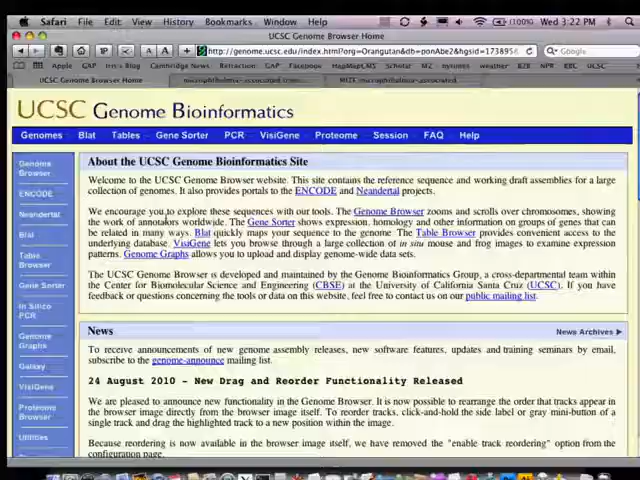 Safari File Edit View History Bookmarks Window Help (100%) Wed 3:22 PM
UCSC Genome Browser Home
http://genome.ucsc.edu/index.html?org=Orangutan&db=ponAbe2&hgsid=1738956 Google
Apple GAP Cambridge News GAP Facebook HapMap Scholar MZ nytimes weather BZR NPR EBC UCSC
UCSC Genome Browser Home
UCSC Genome Bioinformatics
Genomes Blat Tables Gene Sorter PCR VisiGene Proteome Session FAQ Help
Genome
Browser
ENCODE
Neandertal
Blat
Table
Browser
Gene Sorter
In Silico
PCR
Genome
Graphs
Galaxy
VisiGene
Proteome
Browser
Utilities
About the UCSC Genome Bioinformatics Site
Welcome to the UCSC Genome Browser website. This site contains the reference sequence and working draft assemblies for a large
collection of genomes. It also provides portals to the ENCODE and Neandertal projects.
We encourage you to explore these sequences with our tools. The Genome Browser zooms and scrolls over chromosomes, showing
the work of annotators worldwide. The Gene Sorter shows expression, homology and other information on groups of genes that can
be related in many ways. Blat quickly maps your sequence to the genome. The Table Browser provides convenient access to the
underlying database. VisiGene lets you browse through a large collection of in situ mouse and frog images to examine expression
patterns. Genome Graphs allows you to upload and display genome-wide data sets.
The UCSC Genome Browser is developed and maintained by the Genome Bioinformatics Group, a cross-departmental team within
the Center for Biomolecular Science and Engineering (CBSE) at the University of California Santa Cruz (UCSC). If you have
feedback or questions concerning the tools or data on this website, feel free to contact us on our public mailing list.
News News Archives ▶
To receive announcements of new genome assembly releases, new software features, updates and training seminars by email,
subscribe to the genome-announce mailing list.
24 August 2010 - New Drag and Reorder Functionality Released
We are pleased to announce new functionality in the Genome Browser. It is now possible to rearrange the order that tracks appear in
the browser image directly from the browser image itself. To reorder tracks, click-and-hold the side label or gray mini-button of a
single track and drag the highlighted track to a new position within the image.
Because reordering is now available in the browser image itself, we have removed the "enable track reordering" option from the
configuration page.